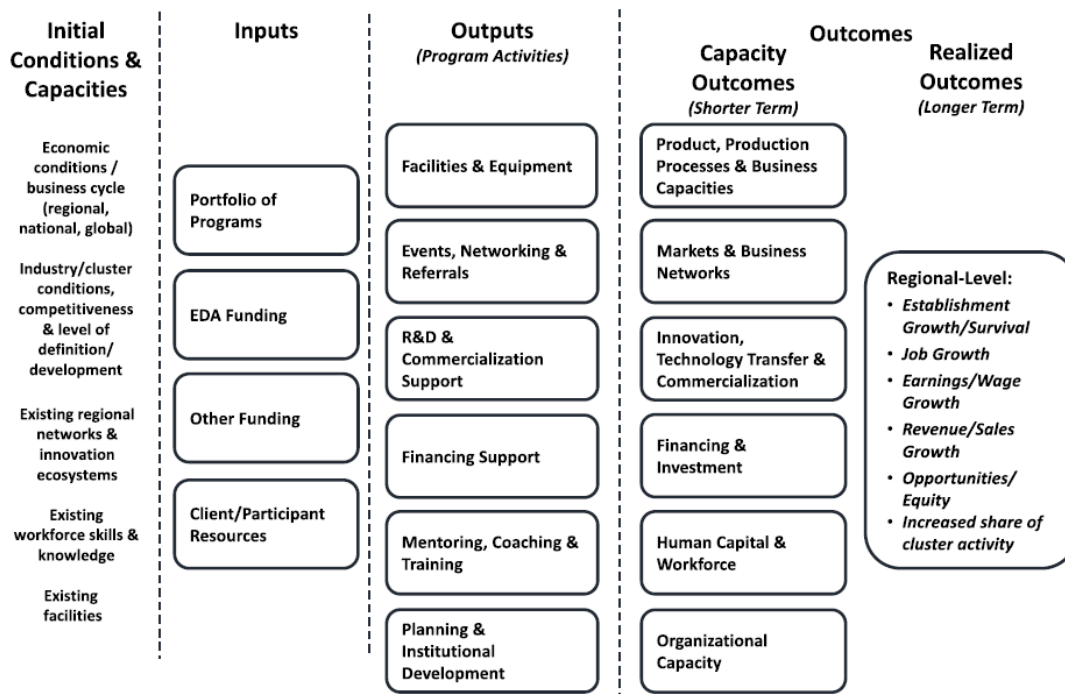 Initial
Conditions &
Capacities
Economic
conditions /
business cycle
(regional,
national, global)
Industry/cluster
conditions,
competitiveness
& level of
definition/
development
Existing regional
networks &
innovation
ecosystems
Existing
workforce skills &
knowledge
Existing
facilities
Inputs
Portfolio of
Programs
EDA Funding
Other Funding
Client/Participant
Resources
Outputs
(Program Activities)
Facilities & Equipment
Events, Networking &
Referrals
R&D &
Commercialization
Support
Financing Support
Mentoring, Coaching &
Training
Planning &
Institutional
Development
Outcomes
Capacity
Outcomes
(Shorter Term)
Product, Production
Processes & Business
Capacities
Markets & Business
Networks
Innovation,
Technology Transfer &
Commercialization
Financing &
Investment
Human Capital &
Workforce
Organizational
Capacity
Realized
Outcomes
(Longer Term)
Regional-Level:
• Establishment
Growth/Survival
• Job Growth
• Earnings/Wage
Growth
• Revenue/Sales
Growth
• Opportunities/
Equity
• Increased share of
cluster activity